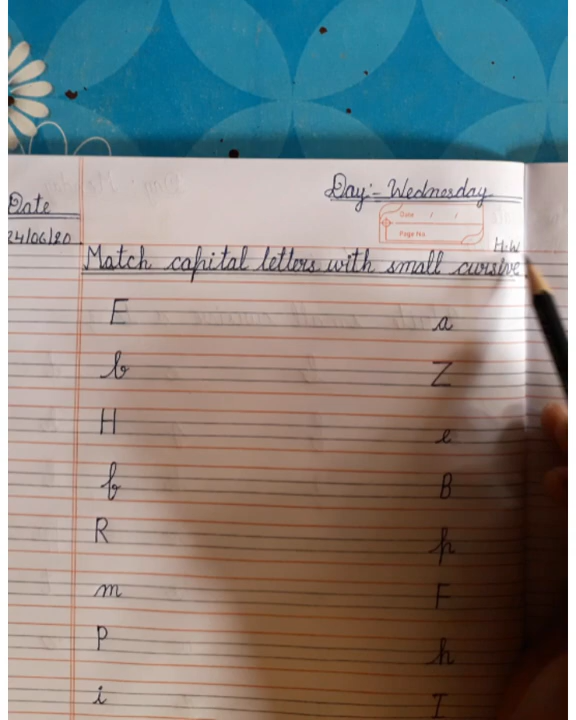 Day:- Wednesday
Date
Date / /
Page No.
24/06/20
H.W
Match capital letters with small cursive
E a
b Z
H e
f B
R p
m F
P h
i I